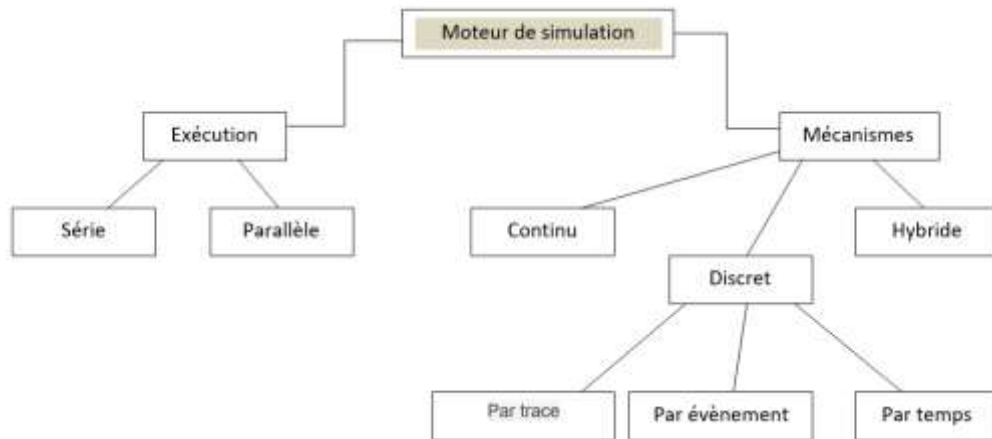 Moteur de simulation
Exécution
Mécanismes
Série
Parallèle
Continu
Hybride
Discret
Par trace
Par évènement
Par temps